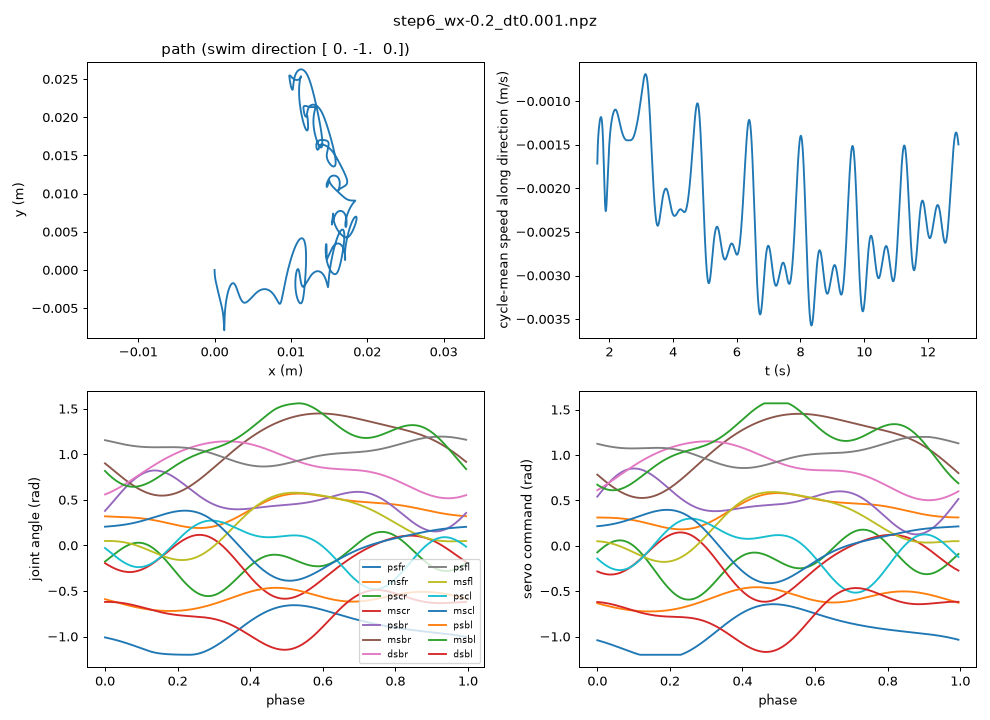 step6_wx-0.2_dt0.001.npz
path (swim direction [ 0. -1.  0.])
0.025
0.020
0.015
0.010
0.005
0.000
−0.005
y (m)
−0.01
0.00
0.01
0.02
0.03
x (m)
−0.0010
−0.0015
−0.0020
−0.0025
−0.0030
−0.0035
cycle-mean speed along direction (m/s)
2
4
6
8
10
12
t (s)
1.5
1.0
0.5
0.0
−0.5
−1.0
joint angle (rad)
0.0
0.2
0.4
0.6
0.8
1.0
phase
psfr
msfr
pscr
mscr
psbr
msbr
dsbr
psfl
msfl
pscl
mscl
psbl
msbl
dsbl
1.5
1.0
0.5
0.0
−0.5
−1.0
servo command (rad)
0.0
0.2
0.4
0.6
0.8
1.0
phase